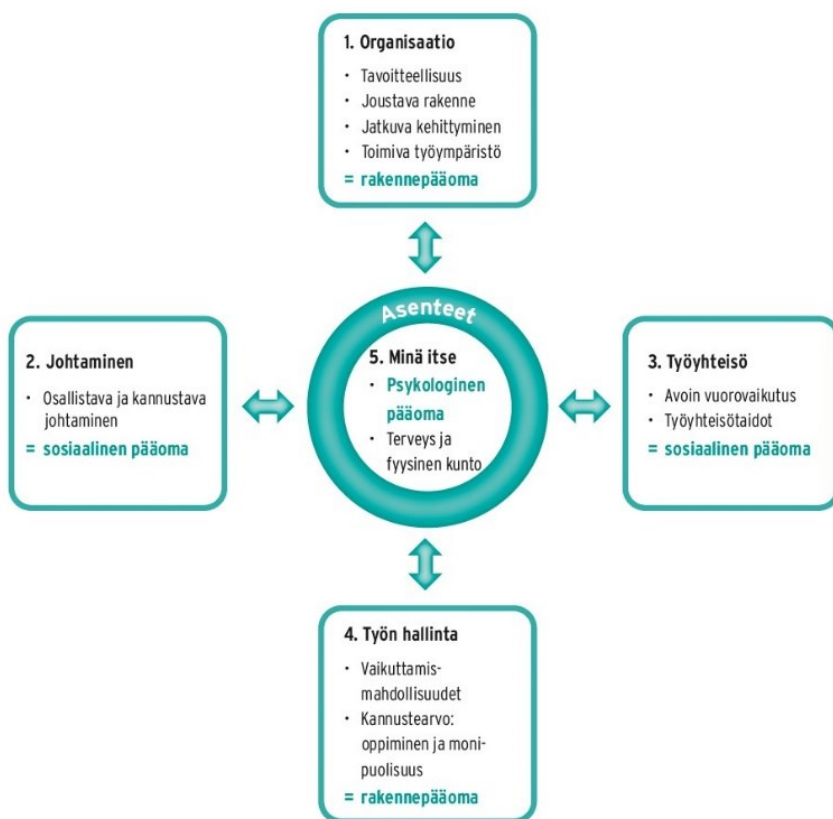 1. Organisaatio
• Tavoitteellisuus
• Joustava rakenne
• Jatkuva kehittyminen
• Toimiva työympäristö
= rakennepääoma
Asenteet
2. Johtaminen
• Osallistava ja kannustava
johtaminen
= sosiaalinen pääoma
5. Minä itse
• Psykologinen
pääoma
• Terveys ja
fyysinen kunto
3. Työyhteisö
• Avoin vuorovaikutus
• Työyhteisötaidot
= sosiaalinen pääoma
4. Työn hallinta
• Vaikuttamis-
mahdollisuudet
• Kannustearvo:
oppiminen ja moni-
puolisuus
= rakennepääoma